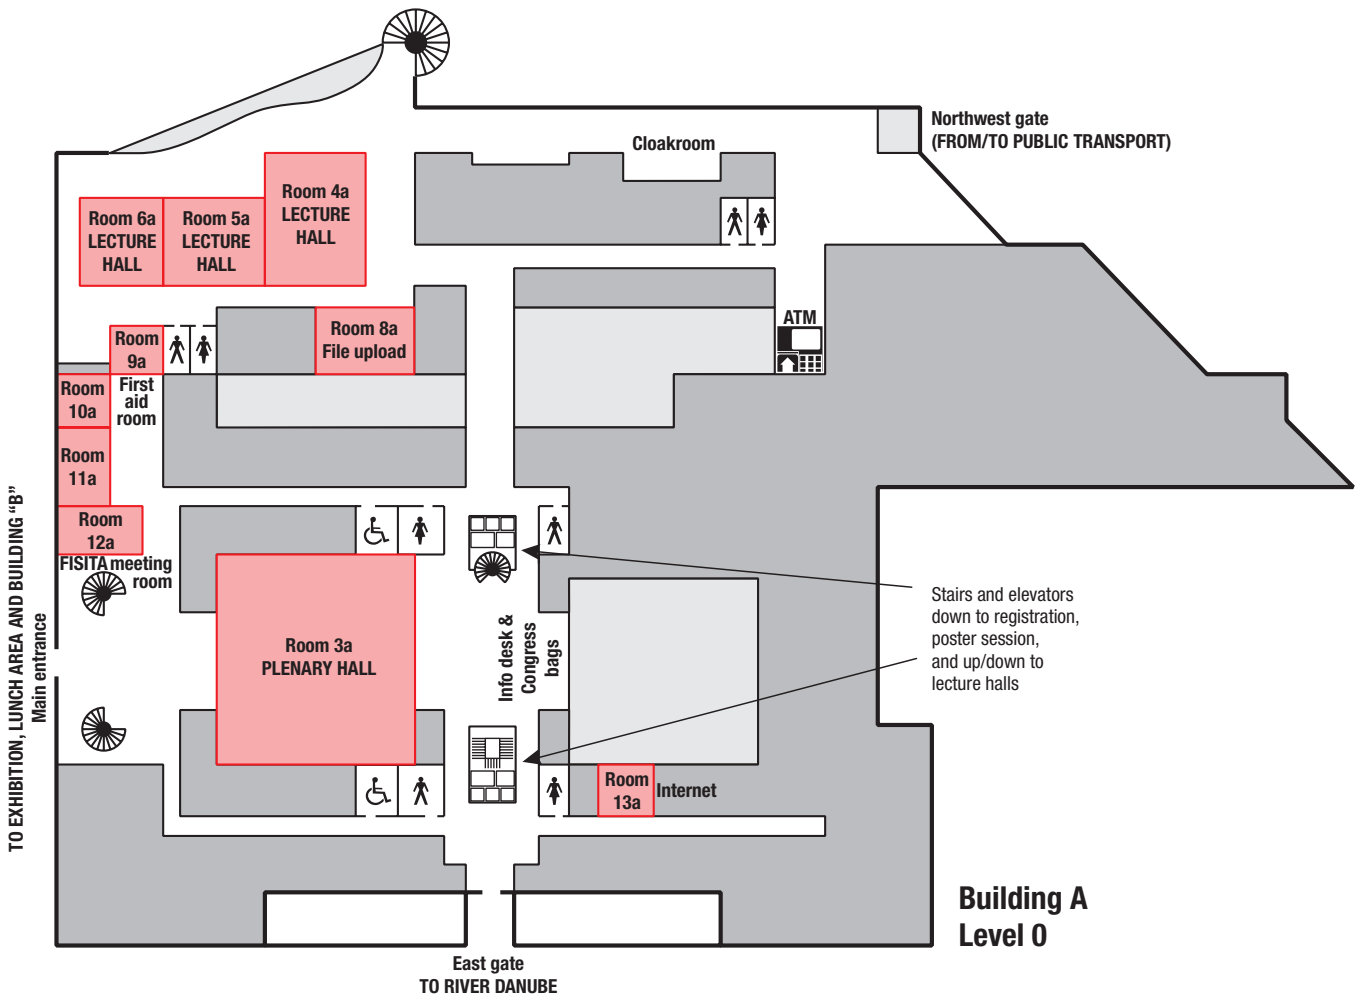 Northwest gate
(FROM/TO PUBLIC TRANSPORT)
Cloakroom
Room 4a
LECTURE
HALL
Room 6a
LECTURE
HALL
Room 5a
LECTURE
HALL
ATM
Room 8a
File upload
Room
9a
First
aid
room
Room
10a
Room
11a
Room
12a
FISITA meeting
room
TO EXHIBITION, LUNCH AREA AND BUILDING “B”
Main entrance
Room 3a
PLENARY HALL
Info desk &
Congress
bags
Stairs and elevators
down to registration,
poster session,
and up/down to
lecture halls
Room
13a
Internet
Building A
Level 0
East gate
TO RIVER DANUBE